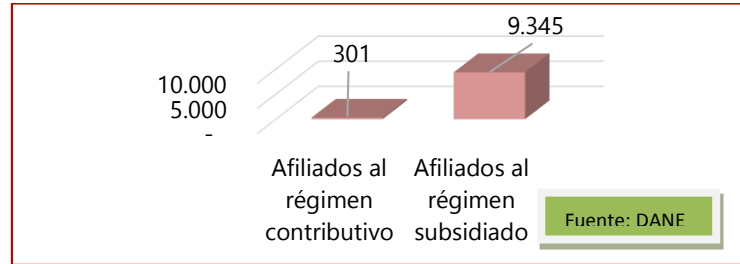 9.345
301
10.000
5.000
-
Afiliados al
régimen
contributivo
Afiliados al
régimen
subsidiado
Fuente: DANE